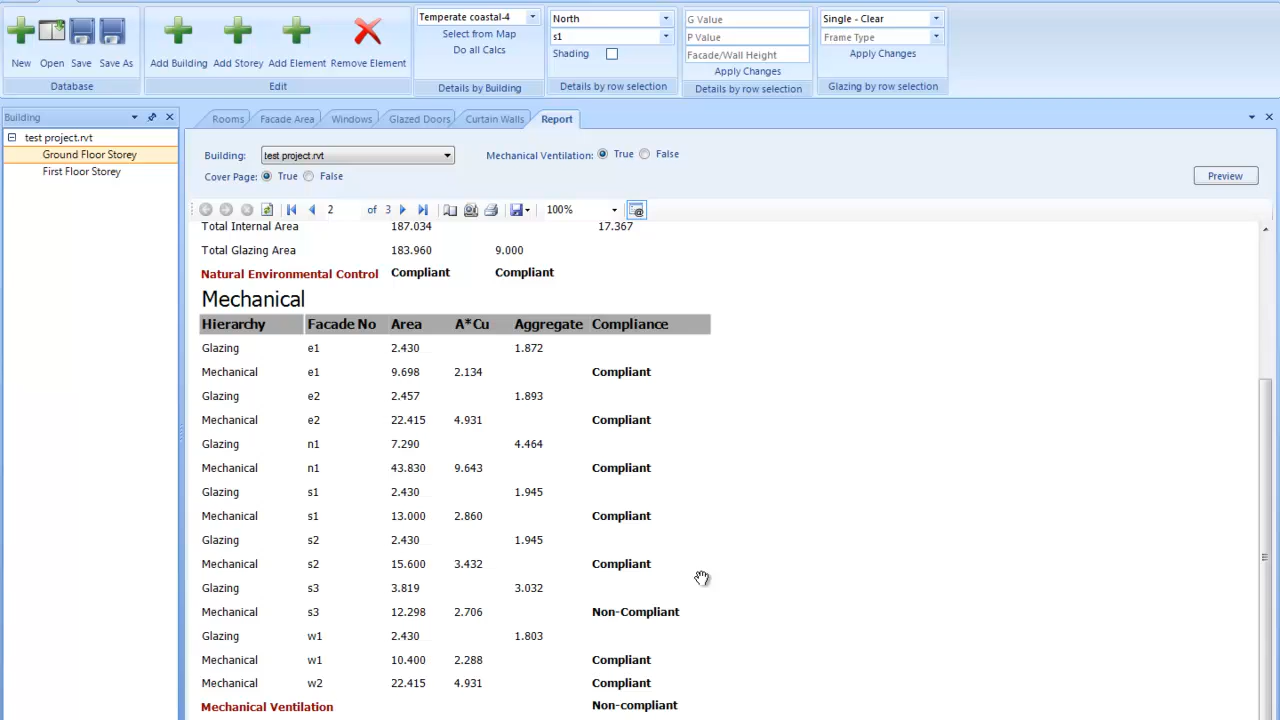 New Open Save Save As
Database
Add Building Add Storey Add Element Remove Element
Edit
Temperate coastal-4
Select from Map
Do all Calcs
Details by Building
North
s1
Shading
Details by row selection
G Value
P Value
Facade/Wall Height
Apply Changes
Details by row selection
Single - Clear
Frame Type
Apply Changes
Glazing by row selection
Building
test project.rvt
Ground Floor Storey
First Floor Storey
Rooms Facade Area Windows Glazed Doors Curtain Walls Report
Building: test project.rvt Mechanical Ventilation: True False
Cover Page: True False
Preview
2 of 3 100%
Total Internal Area 187.034 17.367
Total Glazing Area 183.960 9.000
Natural Environmental Control Compliant Compliant
Mechanical
Hierarchy Facade No Area A*Cu Aggregate Compliance
Glazing e1 2.430 1.872
Mechanical e1 9.698 2.134 Compliant
Glazing e2 2.457 1.893
Mechanical e2 22.415 4.931 Compliant
Glazing n1 7.290 4.464
Mechanical n1 43.830 9.643 Compliant
Glazing s1 2.430 1.945
Mechanical s1 13.000 2.860 Compliant
Glazing s2 2.430 1.945
Mechanical s2 15.600 3.432 Compliant
Glazing s3 3.819 3.032
Mechanical s3 12.298 2.706 Non-Compliant
Glazing w1 2.430 1.803
Mechanical w1 10.400 2.288 Compliant
Mechanical w2 22.415 4.931 Compliant
Mechanical Ventilation Non-compliant